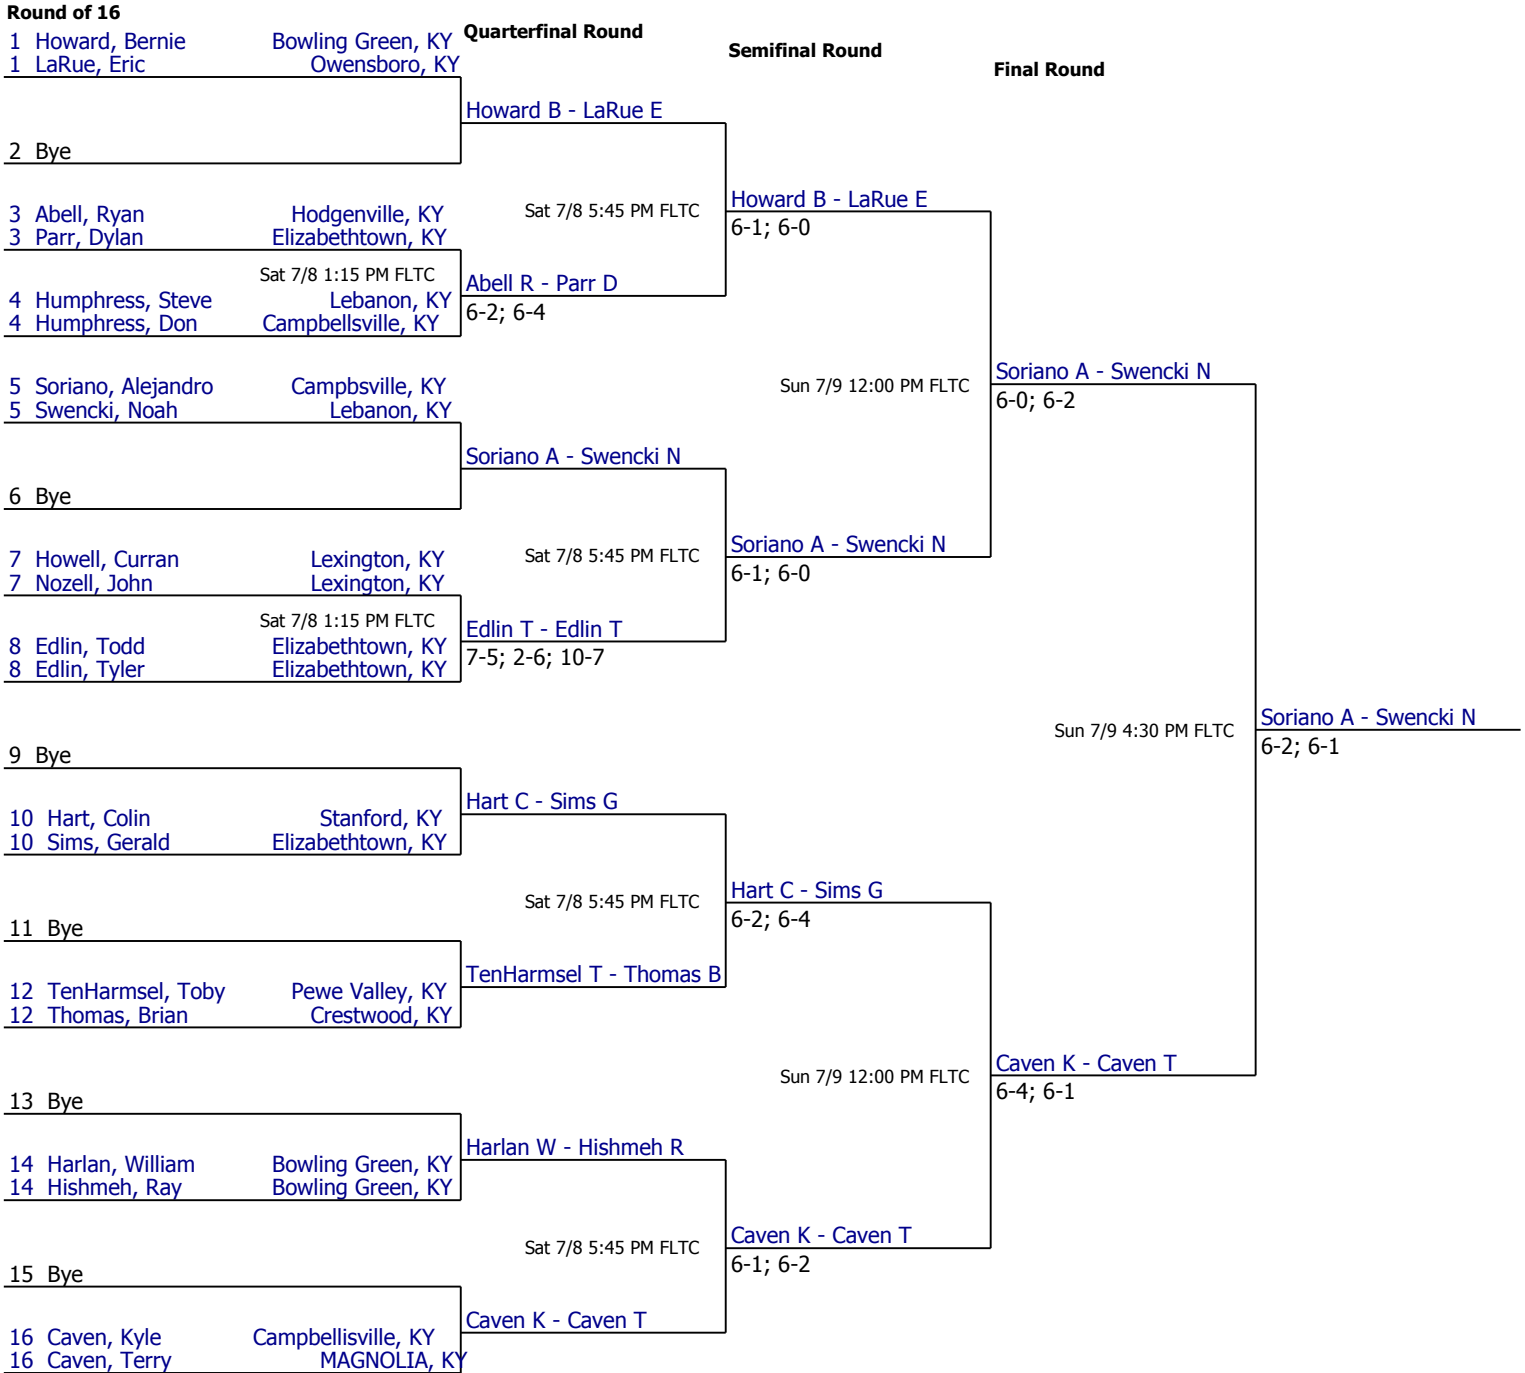 Round of 16
Quarterfinal Round
Semifinal Round
Final Round
1 Howard, Bernie Bowling Green, KY
1 LaRue, Eric Owensboro, KY
Howard B - LaRue E
2 Bye
3 Abell, Ryan Hodgenville, KY
3 Parr, Dylan Elizabethtown, KY
Sat 7/8 5:45 PM FLTC
Howard B - LaRue E
6-1; 6-0
Sat 7/8 1:15 PM FLTC
Abell R - Parr D
6-2; 6-4
4 Humphress, Steve Lebanon, KY
4 Humphress, Don Campbellsville, KY
5 Soriano, Alejandro Campbsville, KY
5 Swencki, Noah Lebanon, KY
Sun 7/9 12:00 PM FLTC
Soriano A - Swencki N
6-0; 6-2
Soriano A - Swencki N
6 Bye
7 Howell, Curran Lexington, KY
7 Nozell, John Lexington, KY
Sat 7/8 5:45 PM FLTC
Soriano A - Swencki N
6-1; 6-0
Sat 7/8 1:15 PM FLTC
Edlin T - Edlin T
7-5; 2-6; 10-7
8 Edlin, Todd Elizabethtown, KY
8 Edlin, Tyler Elizabethtown, KY
Sun 7/9 4:30 PM FLTC
Soriano A - Swencki N
6-2; 6-1
9 Bye
Hart C - Sims G
10 Hart, Colin Stanford, KY
10 Sims, Gerald Elizabethtown, KY
Sat 7/8 5:45 PM FLTC
Hart C - Sims G
6-2; 6-4
11 Bye
TenHarmsel T - Thomas B
12 TenHarmsel, Toby Pewe Valley, KY
12 Thomas, Brian Crestwood, KY
Sun 7/9 12:00 PM FLTC
Caven K - Caven T
6-4; 6-1
13 Bye
Harlan W - Hishmeh R
14 Harlan, William Bowling Green, KY
14 Hishmeh, Ray Bowling Green, KY
Sat 7/8 5:45 PM FLTC
Caven K - Caven T
6-1; 6-2
15 Bye
Caven K - Caven T
16 Caven, Kyle Campbellisville, KY
16 Caven, Terry MAGNOLIA, KY